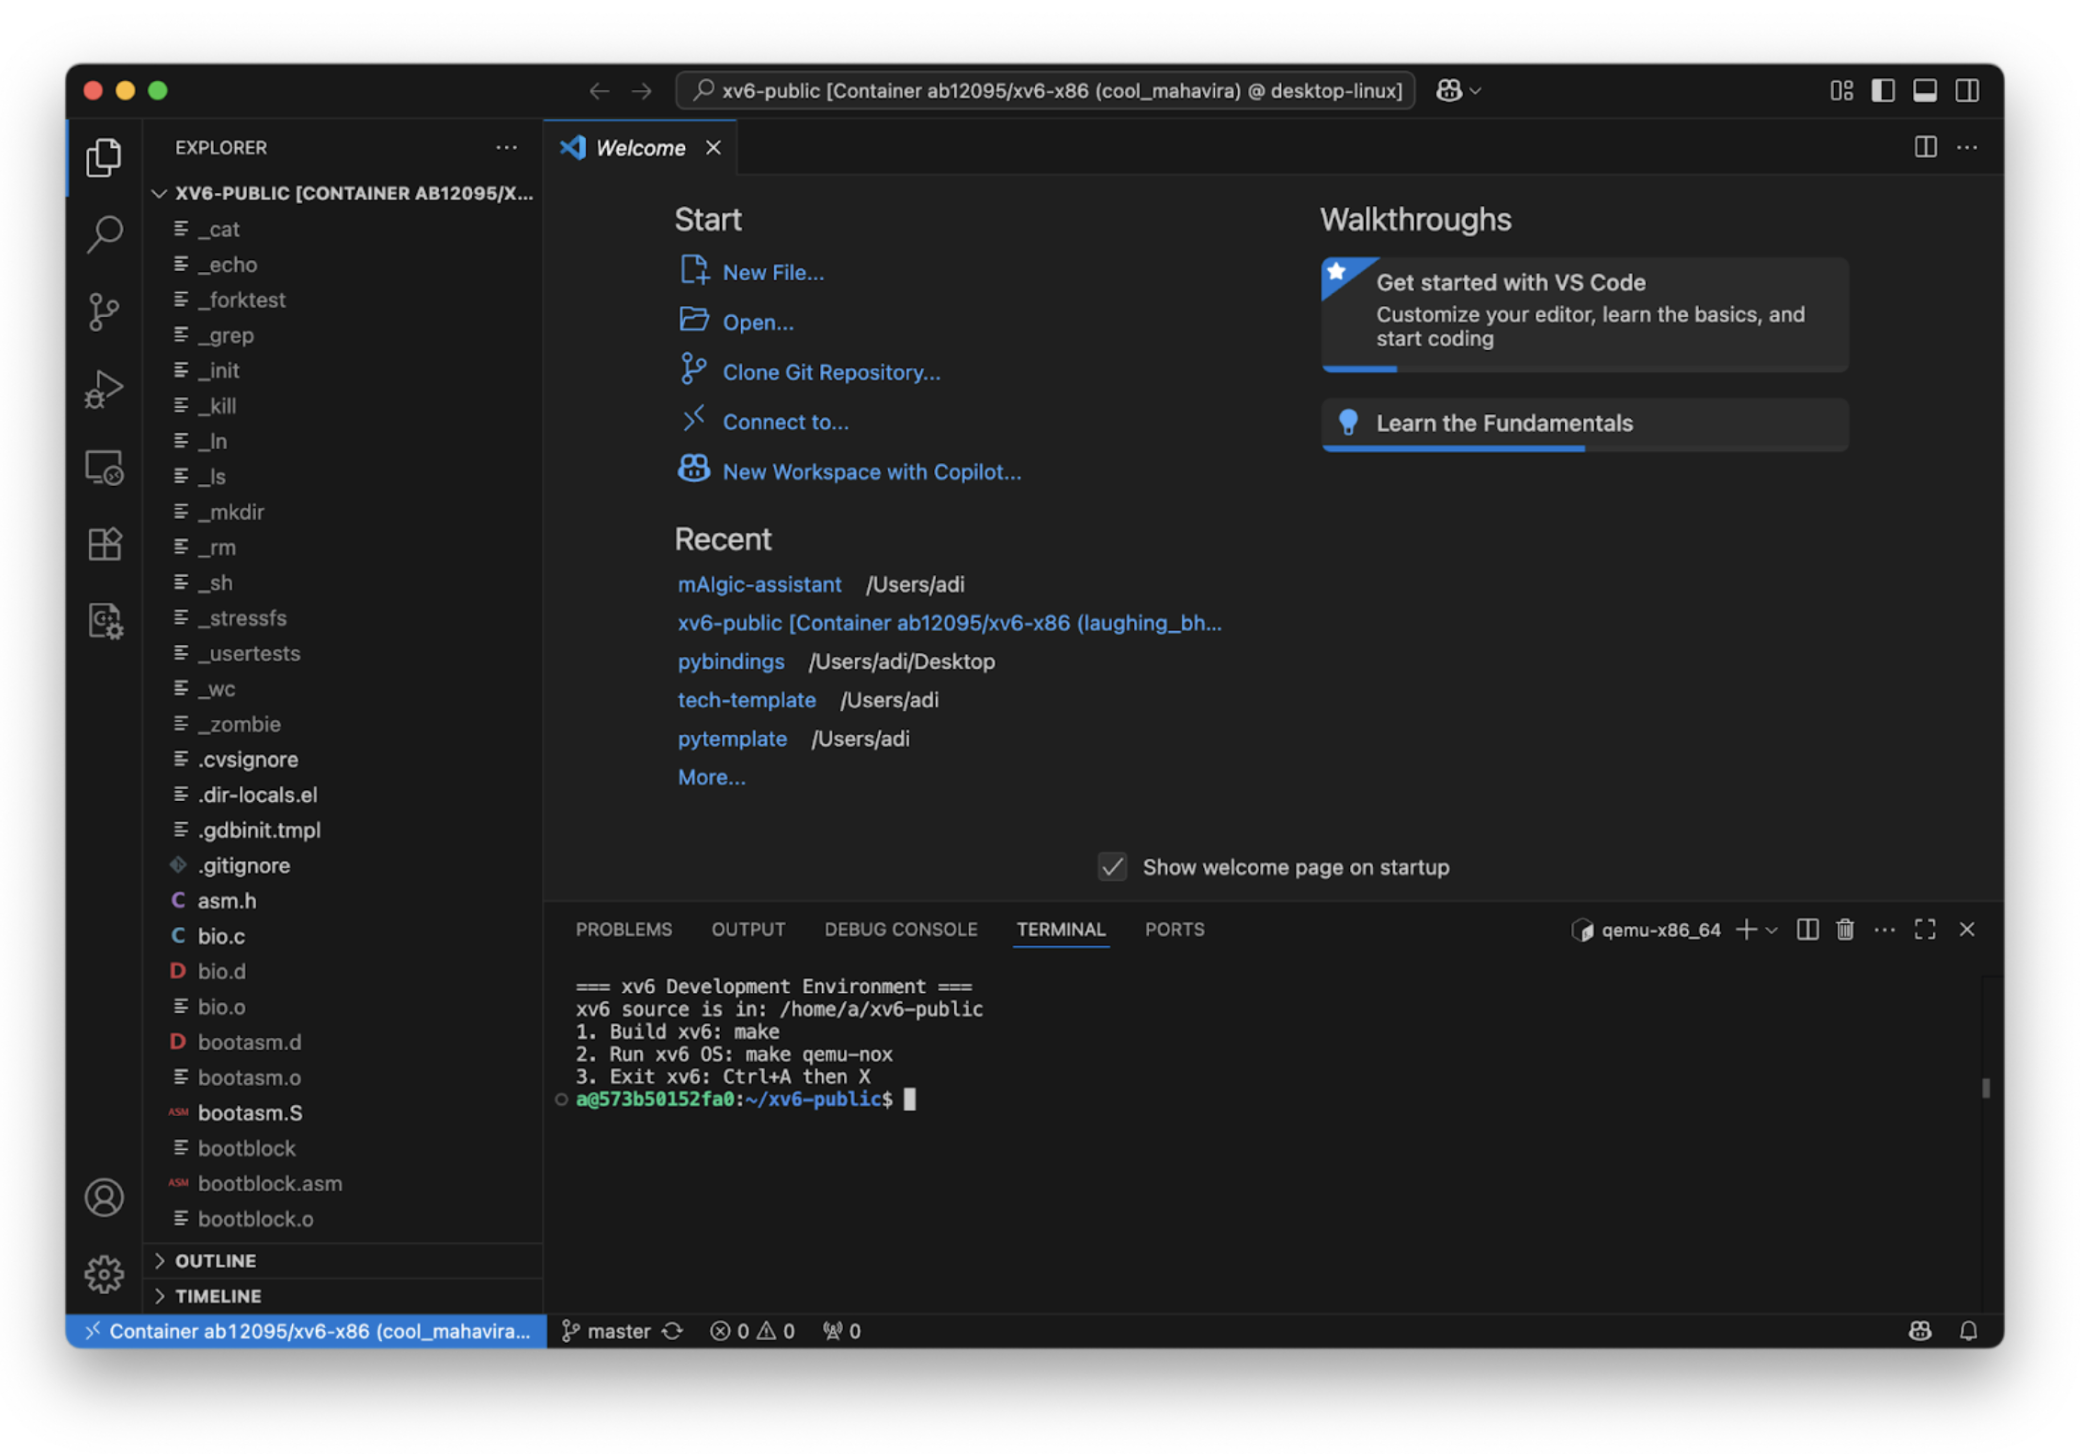 xv6-public [Container ab12095/xv6-x86 (cool_mahavira) @ desktop-linux]
EXPLORER
XV6-PUBLIC [CONTAINER AB12095/X...
_cat
_echo
_forktest
_grep
_init
_kill
_ln
_ls
_mkdir
_rm
_sh
_stressfs
_usertests
_wc
_zombie
.cvsignore
.dir-locals.el
.gdbinit.tmpl
.gitignore
C asm.h
C bio.c
D bio.d
bio.o
D bootasm.d
bootasm.o
ASM bootasm.S
bootblock
ASM bootblock.asm
bootblock.o
OUTLINE
TIMELINE
Welcome
Start
New File...
Open...
Clone Git Repository...
Connect to...
New Workspace with Copilot...
Recent
mAIgic-assistant /Users/adi
xv6-public [Container ab12095/xv6-x86 (laughing_bh...
pybindings /Users/adi/Desktop
tech-template /Users/adi
pytemplate /Users/adi
More...
Walkthroughs
Get started with VS Code
Customize your editor, learn the basics, and
start coding
Learn the Fundamentals
Show welcome page on startup
PROBLEMS OUTPUT DEBUG CONSOLE TERMINAL PORTS
qemu-x86_64
=== xv6 Development Environment ===
xv6 source is in: /home/a/xv6-public
1. Build xv6: make
2. Run xv6 OS: make qemu-nox
3. Exit xv6: Ctrl+A then X
a@573b50152fa0:~/xv6-public$
Container ab12095/xv6-x86 (cool_mahavira... master 0 0 0